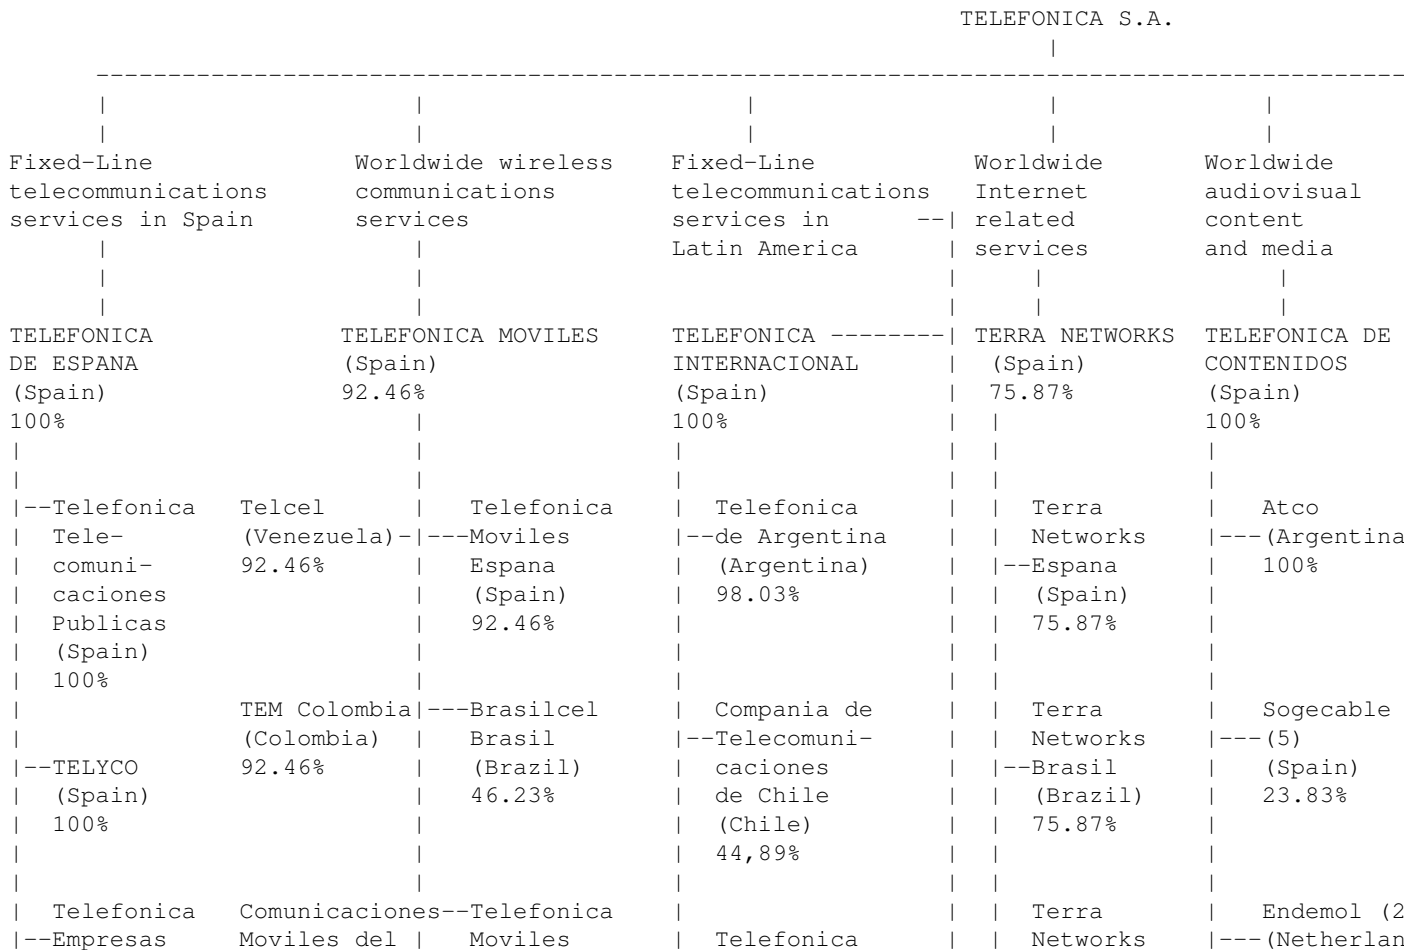 TELEFONICA S.A.
Fixed-Line Worldwide wireless Fixed-Line Worldwide Worldwide
telecommunications communications telecommunications Internet audiovisual
services in Spain services services in --| related content
Latin America | services and media
TELEFONICA TELEFONICA MOVILES TELEFONICA --------| TERRA NETWORKS TELEFONICA DE
DE ESPANA (Spain) INTERNACIONAL | (Spain) CONTENIDOS
(Spain) 92.46% (Spain) | 75.87% (Spain)
100% | 100% | | 100%
|--Telefonica Telcel | Telefonica | Telefonica | | Terra | Atco
| Tele- (Venezuela)-|---Moviles |--de Argentina | | Networks |---(Argentina
| comuni- 92.46% | Espana | (Argentina) | |--Espana | 100%
| caciones | (Spain) | 98.03% | | (Spain) |
| Publicas | 92.46% | | | 75.87% |
| (Spain) | | | | |
| 100% | | | | |
| TEM Colombia|---Brasilcel | Compania de | | Terra | Sogecable
| (Colombia) | Brasil |--Telecomuni- | | Networks |---(5)
|--TELYCO 92.46% | (Brazil) | caciones | |--Brasil | (Spain)
| (Spain) | 46.23% | de Chile | | (Brazil) | 23.83%
| 100% | | (Chile) | | 75.87% |
| | | 44,89% | | |
| Telefonica Comunicaciones--Telefonica | | | Terra | Endemol (2
|--Empresas Moviles del | Moviles | Telefonica | | Networks |---(Netherlan